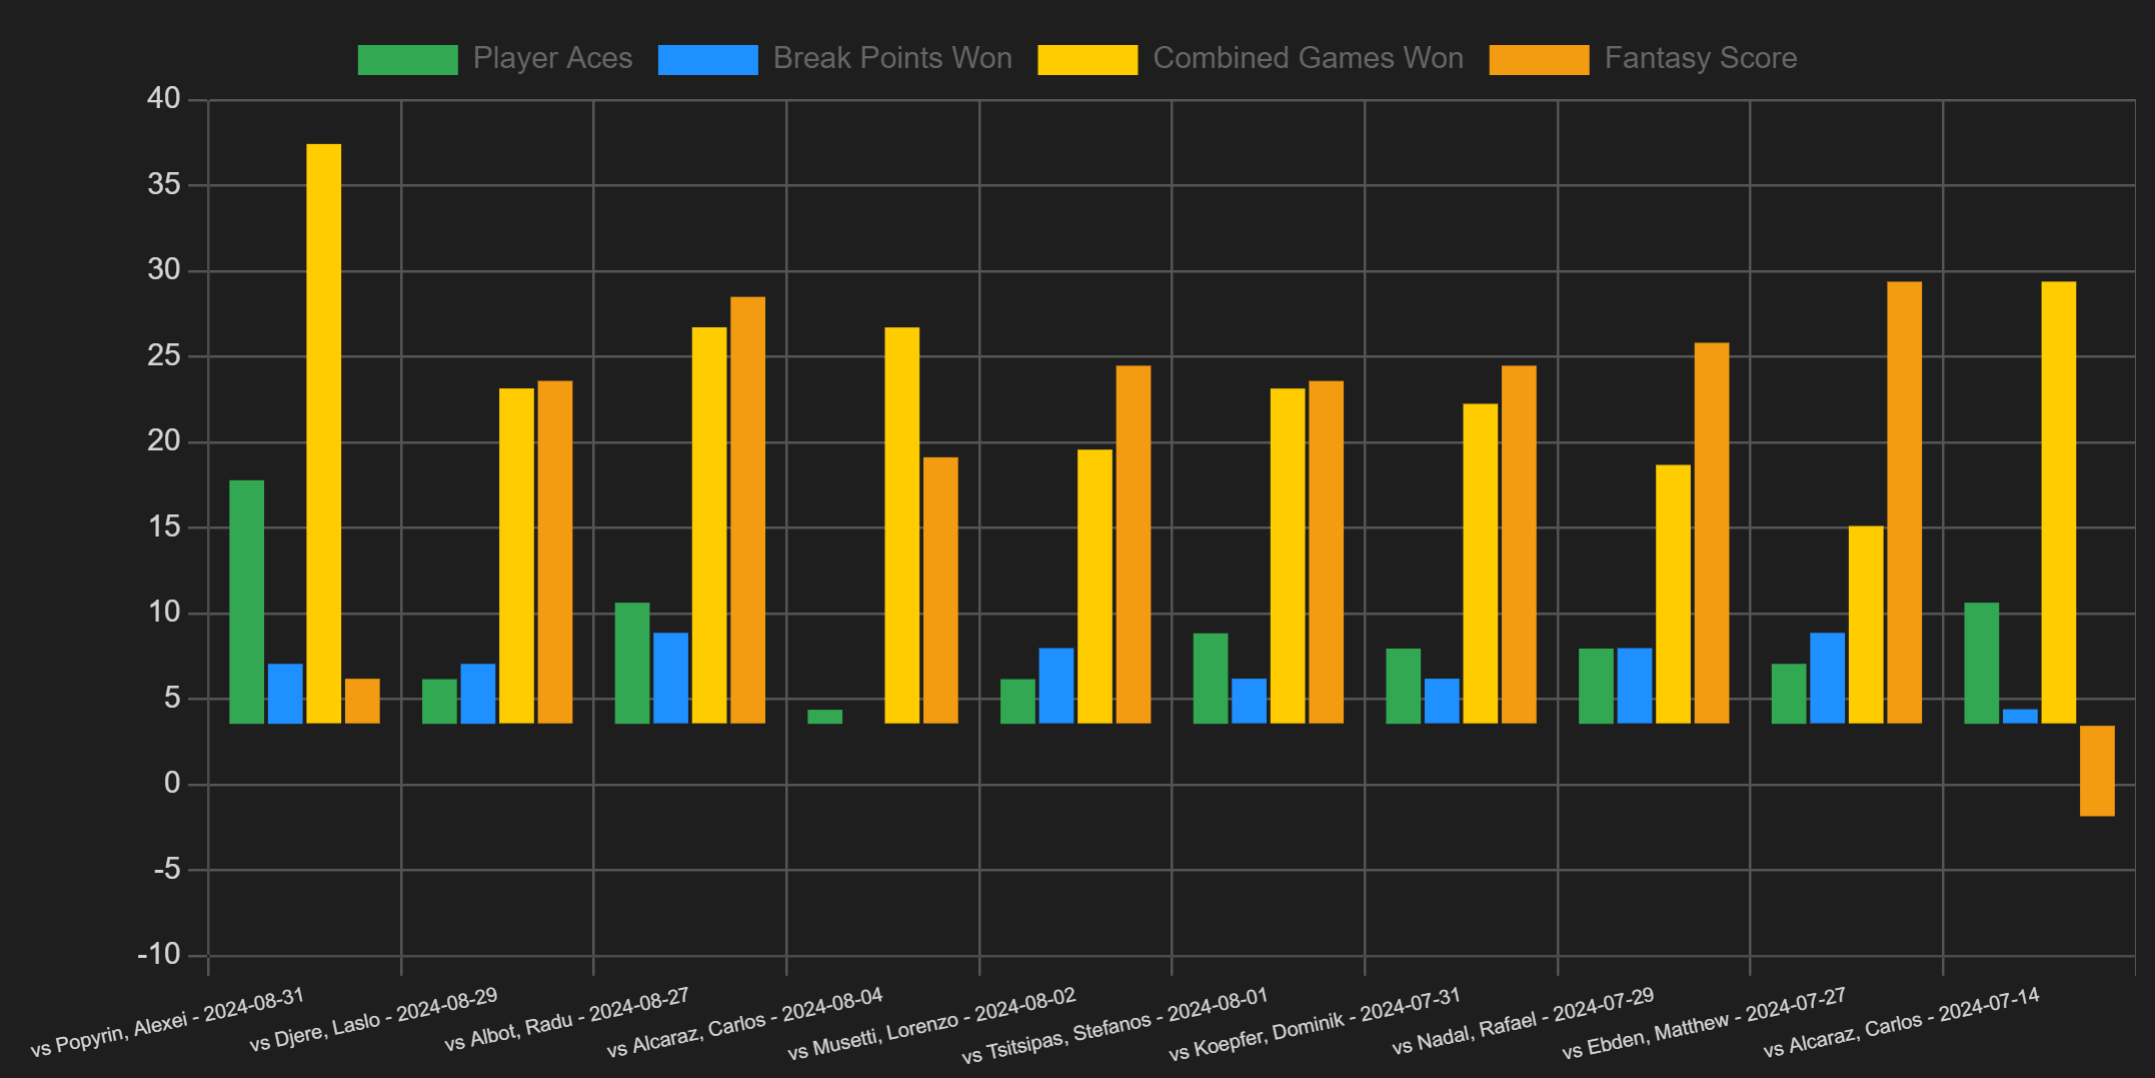 Player Aces Break Points Won Combined Games Won Fantasy Score
40
35
30
25
20
15
10
5
0
-5
-10
vs Popyrin, Alexei - 2024-08-31
vs Djere, Laslo - 2024-08-29
vs Albot, Radu - 2024-08-27
vs Alcaraz, Carlos - 2024-08-04
vs Musetti, Lorenzo - 2024-08-02
vs Tsitsipas, Stefanos - 2024-08-01
vs Koepfer, Dominik - 2024-07-31
vs Nadal, Rafael - 2024-07-29
vs Ebden, Matthew - 2024-07-27
vs Alcaraz, Carlos - 2024-07-14